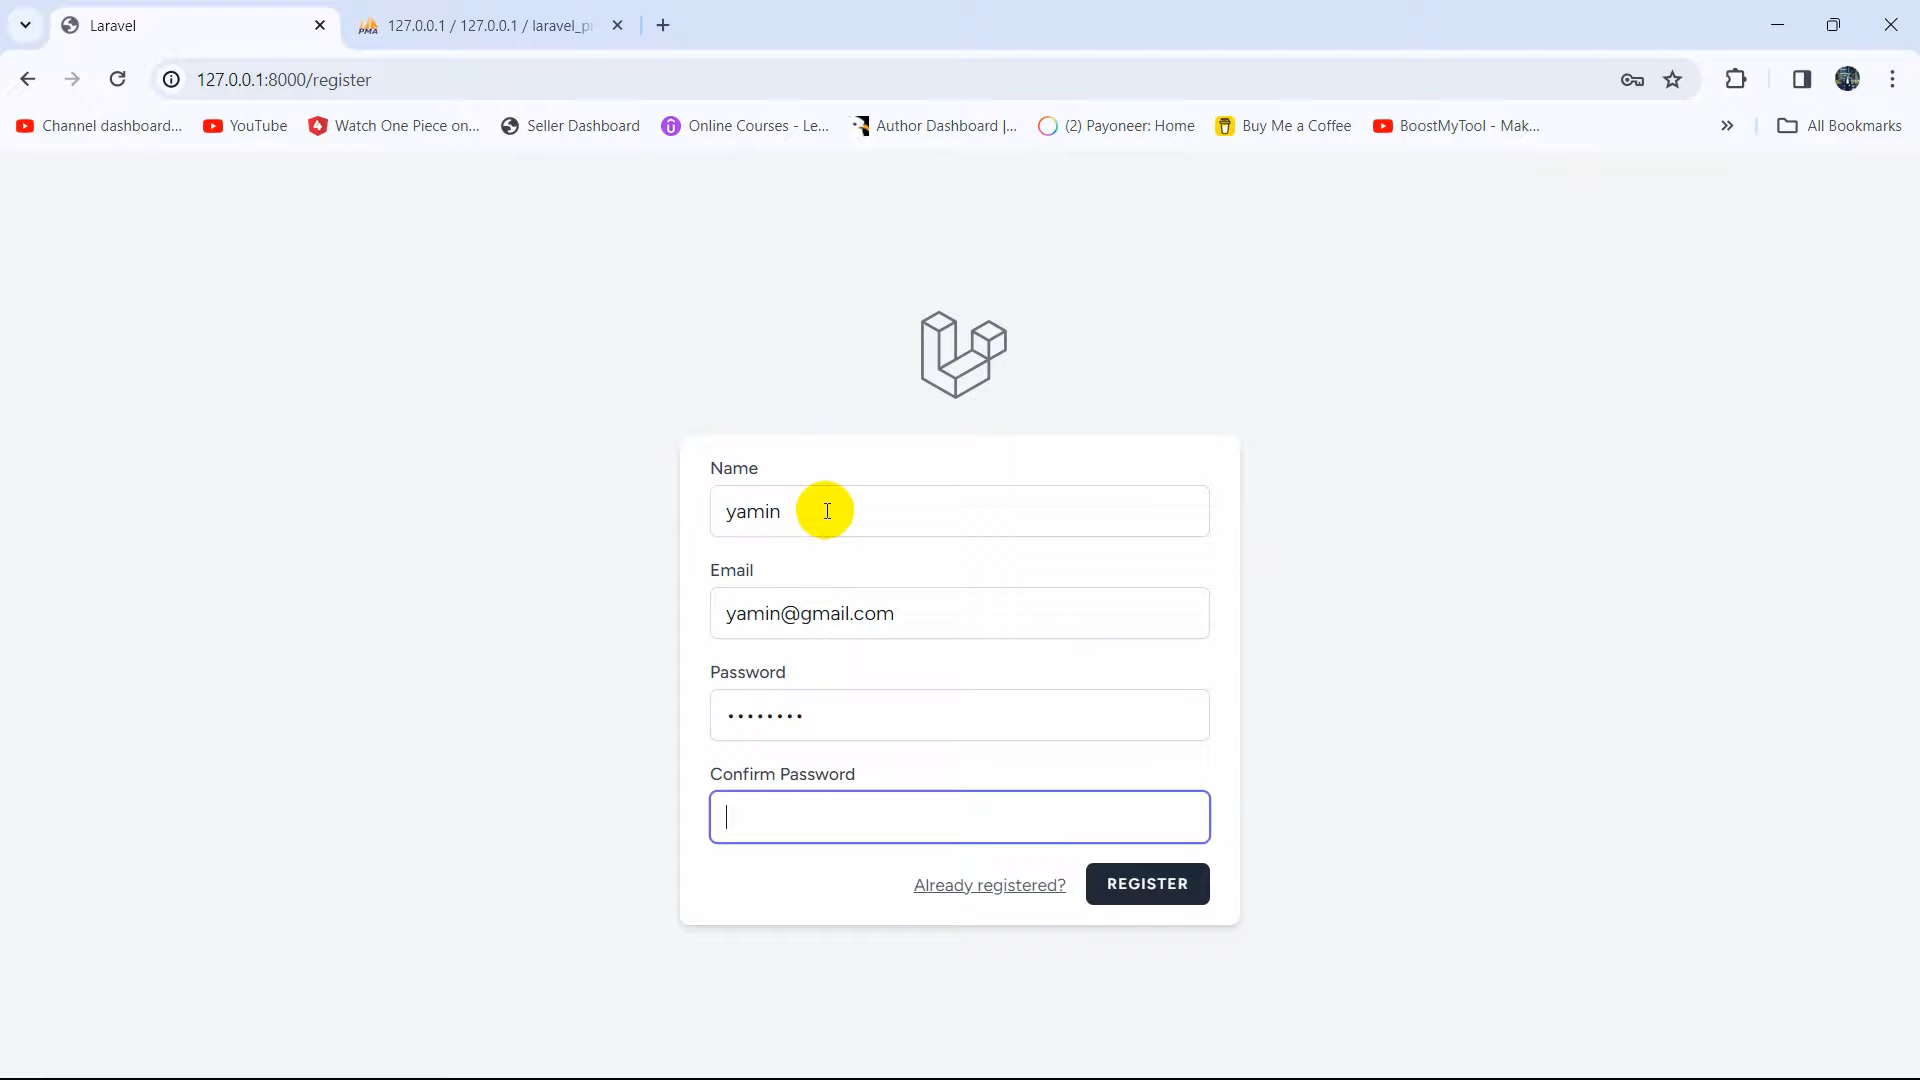 Laravel
PMA 127.0.0.1 / 127.0.0.1 / laravel_p
127.0.0.1:8000/register
Channel dashboard... YouTube Watch One Piece on... Seller Dashboard Online Courses - Le... Author Dashboard |... (2) Payoneer: Home Buy Me a Coffee BoostMyTool - Mak... All Bookmarks
Name
yamin
Email
yamin@gmail.com
Password
••••••••
Confirm Password
Already registered? REGISTER